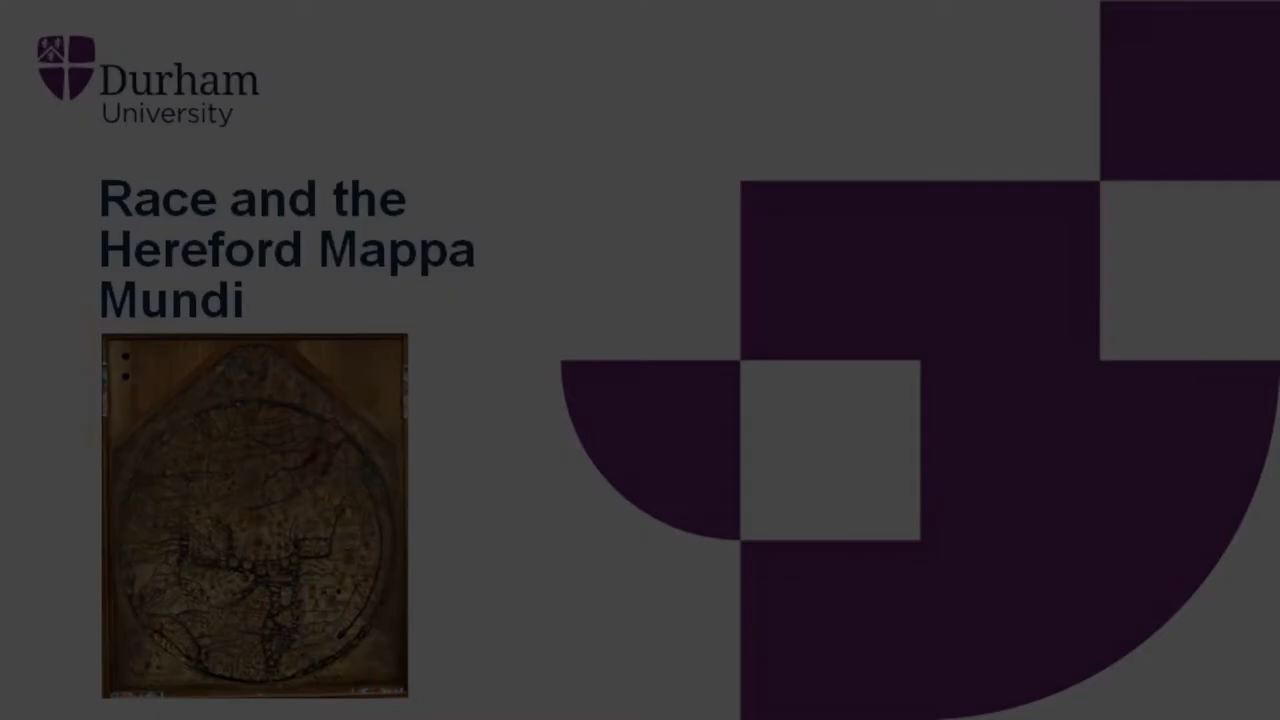 Durham
University
Race and the
Hereford Mappa
Mundi